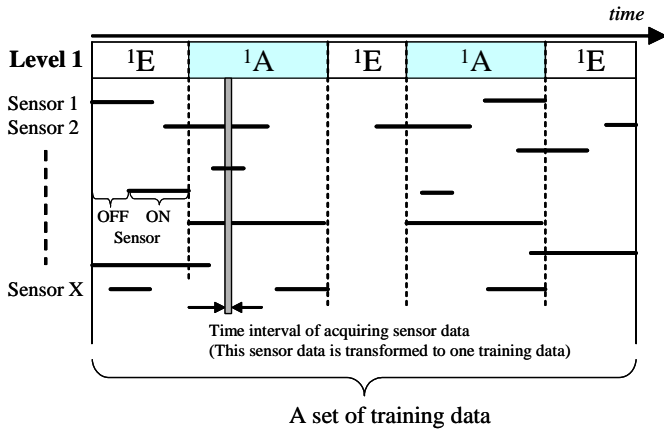 time
Level 1 ¹E ¹A ¹E ¹A ¹E
Sensor 1
Sensor 2
OFF ON
Sensor
Sensor X
Time interval of acquiring sensor data
(This sensor data is transformed to one training data)
A set of training data